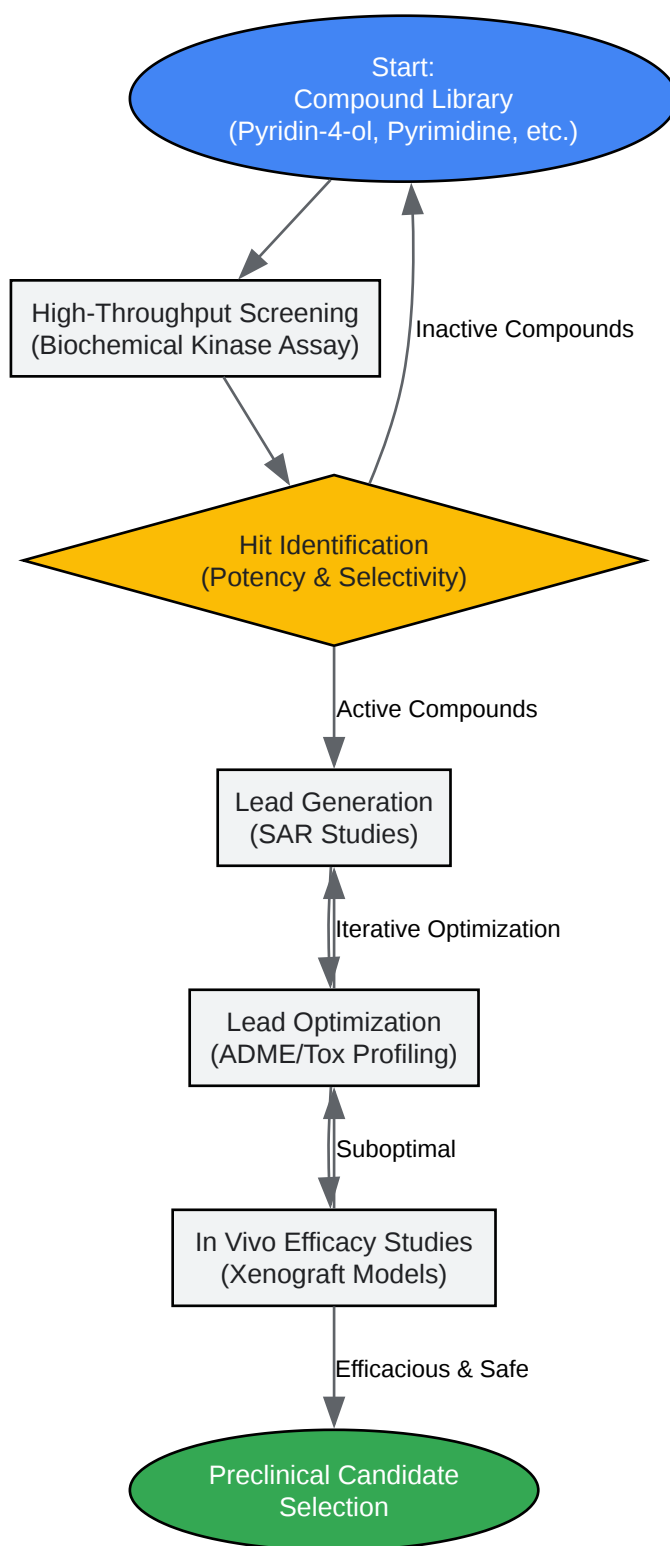 Start:
Compound Library
(Pyridin-4-ol, Pyrimidine, etc.)
High-Throughput Screening
(Biochemical Kinase Assay)
Inactive Compounds
Hit Identification
(Potency & Selectivity)
Active Compounds
Lead Generation
(SAR Studies)
Iterative Optimization
Lead Optimization
(ADME/Tox Profiling)
Suboptimal
In Vivo Efficacy Studies
(Xenograft Models)
Efficacious & Safe
Preclinical Candidate
Selection